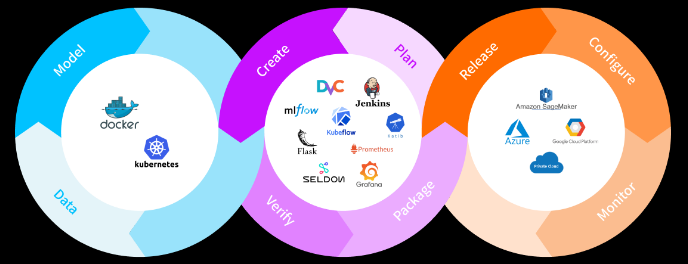 Model
Data
docker
kubernetes
Create
Plan
Verify
Package
DVC
Jenkins
mlflow
Kubeflow
Katib
Flask
Prometheus
SELDON
Grafana
Release
Configure
Monitor
Amazon SageMaker
Azure
Google Cloud Platform
Private Cloud